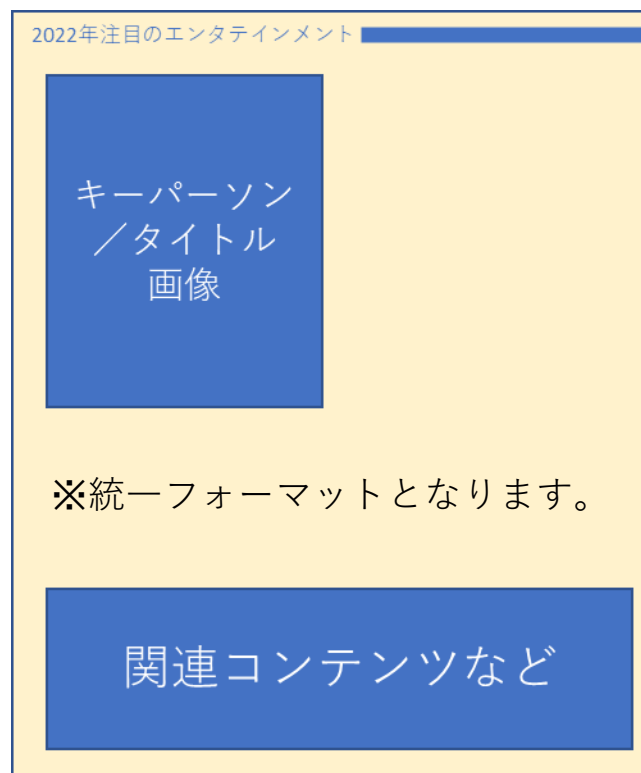 2022年注目のエンタテインメント
キーパーソン
／タイトル
画像
※統一フォーマットとなります。
関連コンテンツなど